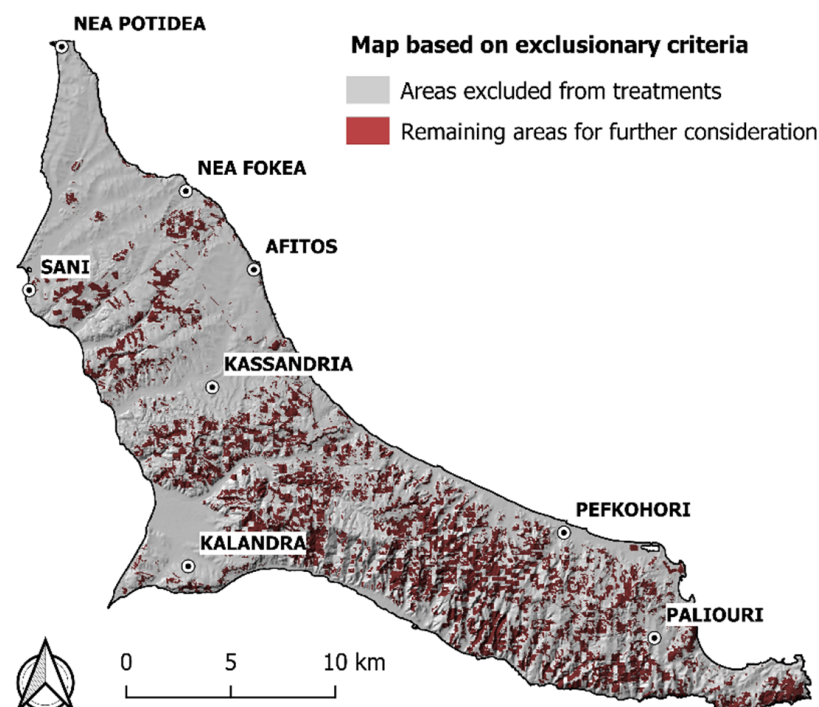 NEA POTIDEA
Map based on exclusionary criteria
Areas excluded from treatments
Remaining areas for further consideration
NEA FOKEA
AFITOS
SANI
KASSANDRIA
PEFKOHORI
KALANDRA
PALIOURI
0 5 10 km